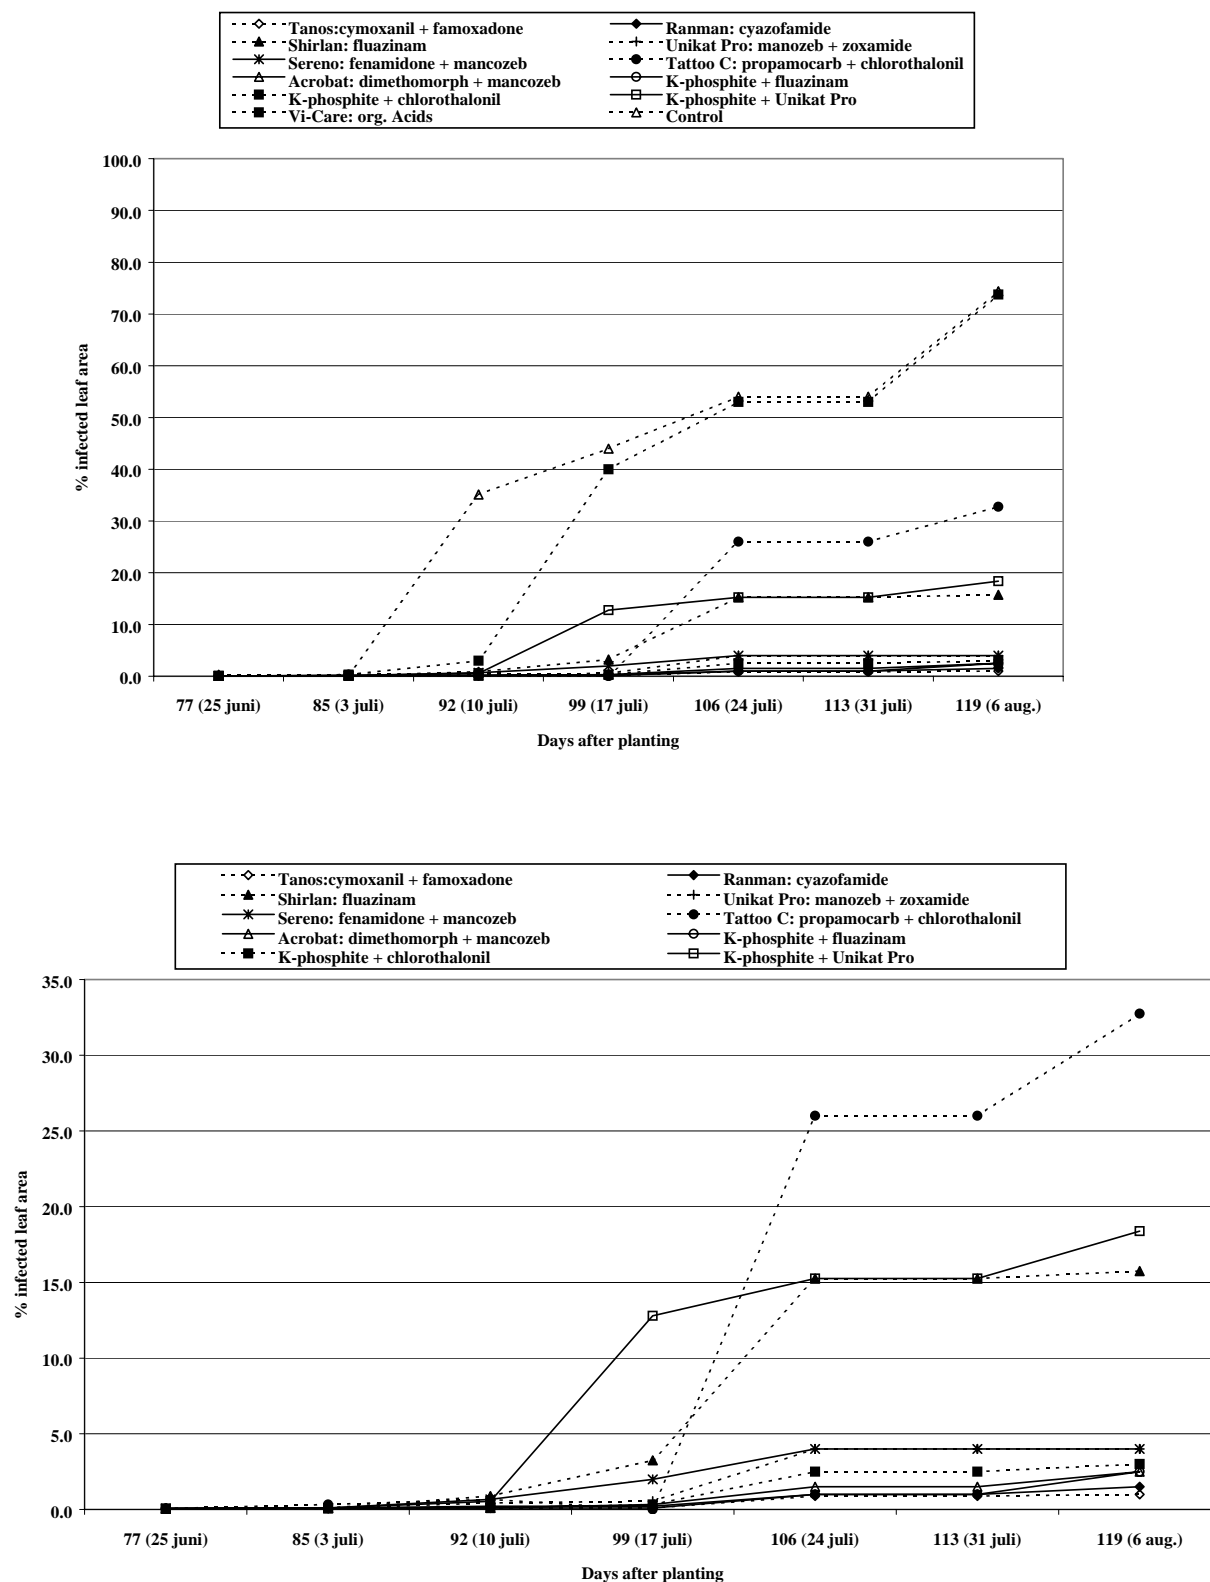 Tanos:cymoxanil + famoxadone
Ranman: cyazofamide
Shirlan: fluazinam
Unikat Pro: manozeb + zoxamide
Sereno: fenamidone + mancozeb
Tattoo C: propamocarb + chlorothalonil
Acrobat: dimethomorph + mancozeb
K-phosphite + fluazinam
K-phosphite + chlorothalonil
K-phosphite + Unikat Pro
Vi-Care: org. Acids
Control
100.0
90.0
80.0
70.0
60.0
50.0
40.0
30.0
20.0
10.0
0.0
% infected leaf area
77 (25 juni)
85 (3 juli)
92 (10 juli)
99 (17 juli)
106 (24 juli)
113 (31 juli)
119 (6 aug.)
Days after planting
Tanos:cymoxanil + famoxadone
Ranman: cyazofamide
Shirlan: fluazinam
Unikat Pro: manozeb + zoxamide
Sereno: fenamidone + mancozeb
Tattoo C: propamocarb + chlorothalonil
Acrobat: dimethomorph + mancozeb
K-phosphite + fluazinam
K-phosphite + chlorothalonil
K-phosphite + Unikat Pro
35.0
30.0
25.0
20.0
15.0
10.0
5.0
0.0
% infected leaf area
77 (25 juni)
85 (3 juli)
92 (10 juli)
99 (17 juli)
106 (24 juli)
113 (31 juli)
119 (6 aug.)
Days after planting